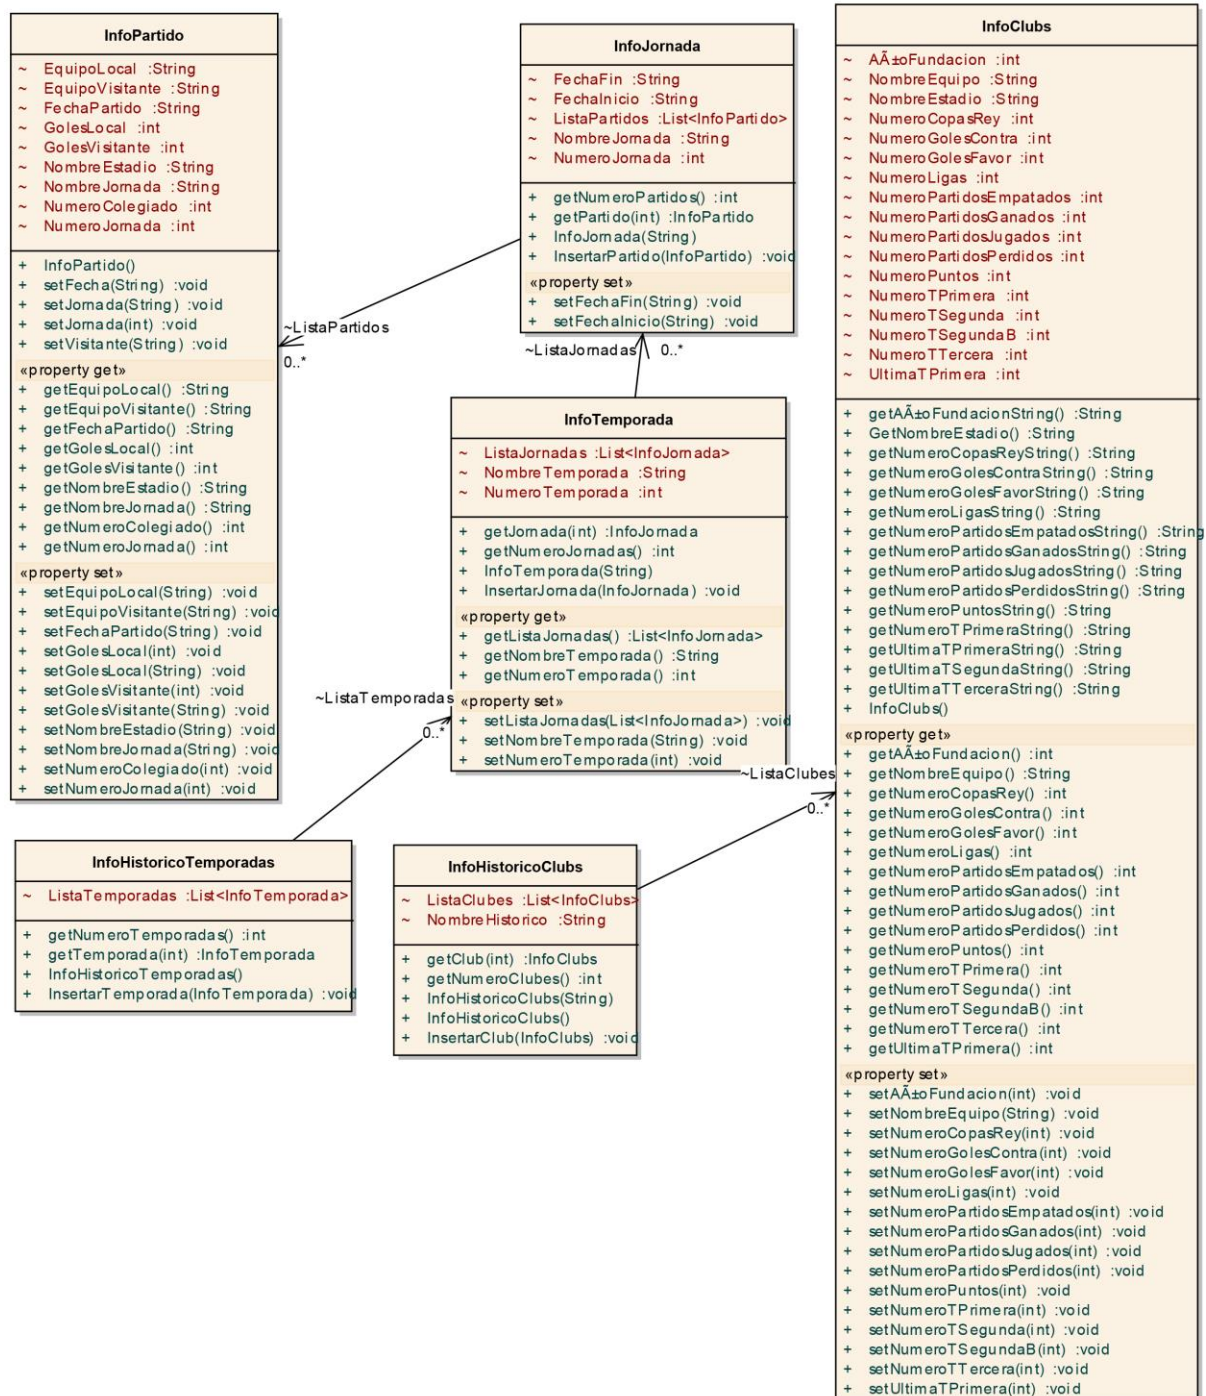 InfoPartido
~ EquipoLocal :String
~ EquipoVisitante :String
~ FechaPartido :String
~ GolesLocal :int
~ GolesVisitante :int
~ NombreEstadio :String
~ NombreJornada :String
~ NumeroColegiado :int
~ NumeroJornada :int
+ InfoPartido()
+ setFecha(String) :void
+ setJornada(String) :void
+ setJornada(int) :void
+ setVisitante(String) :void
«property get»
+ getEquipoLocal() :String
+ getEquipoVisitante() :String
+ getFechaPartido() :String
+ getGolesLocal() :int
+ getGolesVisitante() :int
+ getNombreEstadio() :String
+ getNombreJornada() :String
+ getNumeroColegiado() :int
+ getNumeroJornada() :int
«property set»
+ setEquipoLocal(String) :void
+ setEquipoVisitante(String) :void
+ setFechaPartido(String) :void
+ setGolesLocal(int) :void
+ setGolesLocal(String) :void
+ setGolesVisitante(int) :void
+ setGolesVisitante(String) :void
+ setNombreEstadio(String) :void
+ setNombreJornada(String) :void
+ setNumeroColegiado(int) :void
+ setNumeroJornada(int) :void
InfoJornada
~ FechaFin :String
~ FechaInicio :String
~ ListaPartidos :List<InfoPartido>
~ NombreJornada :String
~ NumeroJornada :int
+ getNumeroPartidos() :int
+ getPartido(int) :InfoPartido
+ InfoJornada(String)
+ InsertarPartido(InfoPartido) :void
«property set»
+ setFechaFin(String) :void
+ setFechaInicio(String) :void
~ListaPartidos
0..*
~ListaJornadas
0..*
InfoTemporada
~ ListaJornadas :List<InfoJornada>
~ NombreTemporada :String
~ NumeroTemporada :int
+ getJornada(int) :InfoJornada
+ getNumeroJornadas() :int
+ InfoTemporada(String)
+ InsertarJornada(InfoJornada) :void
«property get»
+ getListaJornadas() :List<InfoJornada>
+ getNombreTemporada() :String
+ getNumeroTemporada() :int
«property set»
+ setListaJornadas(List<InfoJornada>) :void
+ setNombreTemporada(String) :void
+ setNumeroTemporada(int) :void
~ListaTemporadas
0..*
~ListaClubes
0..*
InfoHistoricoTemporadas
~ ListaTemporadas :List<InfoTemporada>
+ getNumeroTemporadas() :int
+ getTemporada(int) :InfoTemporada
+ InfoHistoricoTemporadas()
+ InsertarTemporada(InfoTemporada) :void
InfoHistoricoClubs
~ ListaClubes :List<InfoClubs>
~ NombreHistorico :String
+ getClub(int) :InfoClubs
+ getNumeroClubes() :int
+ InfoHistoricoClubs(String)
+ InfoHistoricoClubs()
+ InsertarClub(InfoClubs) :void
InfoClubs
~ AÃ±oFundacion :int
~ NombreEquipo :String
~ NombreEstadio :String
~ NumeroCopasRey :int
~ NumeroGolesContra :int
~ NumeroGolesFavor :int
~ NumeroLigas :int
~ NumeroPartidosEmpatados :int
~ NumeroPartidosGanados :int
~ NumeroPartidosJugados :int
~ NumeroPartidosPerdidos :int
~ NumeroPuntos :int
~ NumeroTPrimera :int
~ NumeroTSegunda :int
~ NumeroTSegundaB :int
~ NumeroTTercera :int
~ UltimaTPrimera :int
+ getAÃ±oFundacionString() :String
+ GetNombreEstadio() :String
+ getNumeroCopasReyString() :String
+ getNumeroGolesContraString() :String
+ getNumeroGolesFavorString() :String
+ getNumeroLigasString() :String
+ getNumeroPartidosEmpatadosString() :String
+ getNumeroPartidosGanadosString() :String
+ getNumeroPartidosJugadosString() :String
+ getNumeroPartidosPerdidosString() :String
+ getNumeroPuntosString() :String
+ getNumeroTPrimeraString() :String
+ getUltimaTPrimeraString() :String
+ getUltimaTSegundaString() :String
+ getUltimaTTerceraString() :String
+ InfoClubs()
«property get»
+ getAÃ±oFundacion() :int
+ getNombreEquipo() :String
+ getNumeroCopasRey() :int
+ getNumeroGolesContra() :int
+ getNumeroGolesFavor() :int
+ getNumeroLigas() :int
+ getNumeroPartidosEmpatados() :int
+ getNumeroPartidosGanados() :int
+ getNumeroPartidosJugados() :int
+ getNumeroPartidosPerdidos() :int
+ getNumeroPuntos() :int
+ getNumeroTPrimera() :int
+ getNumeroTSegunda() :int
+ getNumeroTSegundaB() :int
+ getNumeroTTercera() :int
+ getUltimaTPrimera() :int
«property set»
+ setAÃ±oFundacion(int) :void
+ setNombreEquipo(String) :void
+ setNumeroCopasRey(int) :void
+ setNumeroGolesContra(int) :void
+ setNumeroGolesFavor(int) :void
+ setNumeroLigas(int) :void
+ setNumeroPartidosEmpatados(int) :void
+ setNumeroPartidosGanados(int) :void
+ setNumeroPartidosJugados(int) :void
+ setNumeroPartidosPerdidos(int) :void
+ setNumeroPuntos(int) :void
+ setNumeroTPrimera(int) :void
+ setNumeroTSegunda(int) :void
+ setNumeroTSegundaB(int) :void
+ setNumeroTTercera(int) :void
+ setUltimaTPrimera(int) :void